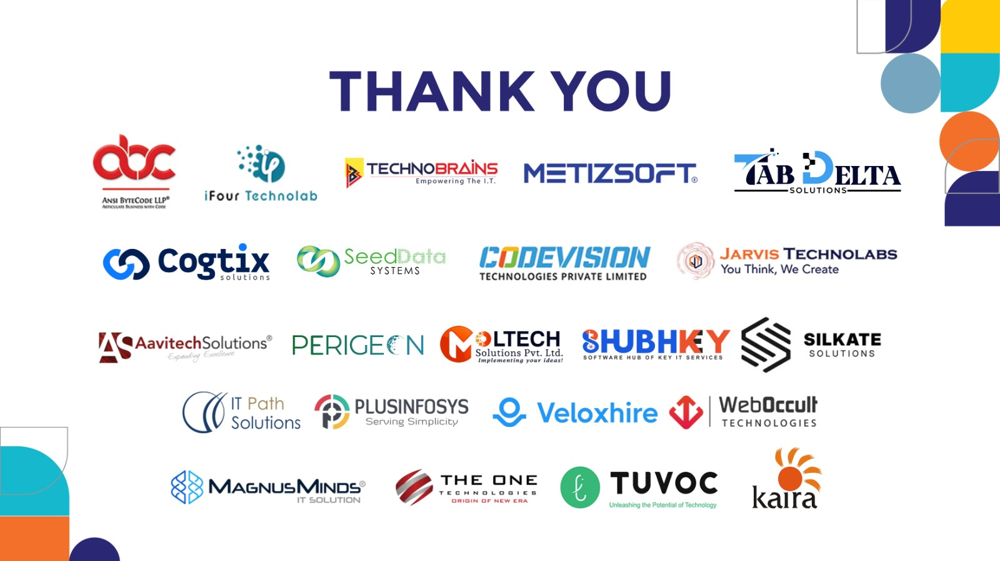 THANK YOU
abc
ANSI BYTECODE LLP®
ARTICULATE BUSINESS WITH CODE
iFour Technolab
TECHNOBRAINS
Empowering The I.T.
METIZSOFT®
TAB DELTA
SOLUTIONS
Cogtix
solutions
SeedData
SYSTEMS
CODEVISION
TECHNOLOGIES PRIVATE LIMITED
JARVIS TECHNOLABS
You Think, We Create
AS AavitechSolutions®
Expanding Excellence
PERIGEON
MOLTECH
Solutions Pvt. Ltd.
Implementing your ideas!
SHUBHKEY
SOFTWARE HUB OF KEY IT SERVICES
SILKATE
SOLUTIONS
IT Path
Solutions
PLUSINFOSYS
Serving Simplicity
Veloxhire
WebOccult
TECHNOLOGIES
MAGNUSMINDS®
IT SOLUTION
THE ONE
TECHNOLOGIES
ORIGIN OF NEW ERA
TUVOC
Unleashing the Potential of Technology
kaira